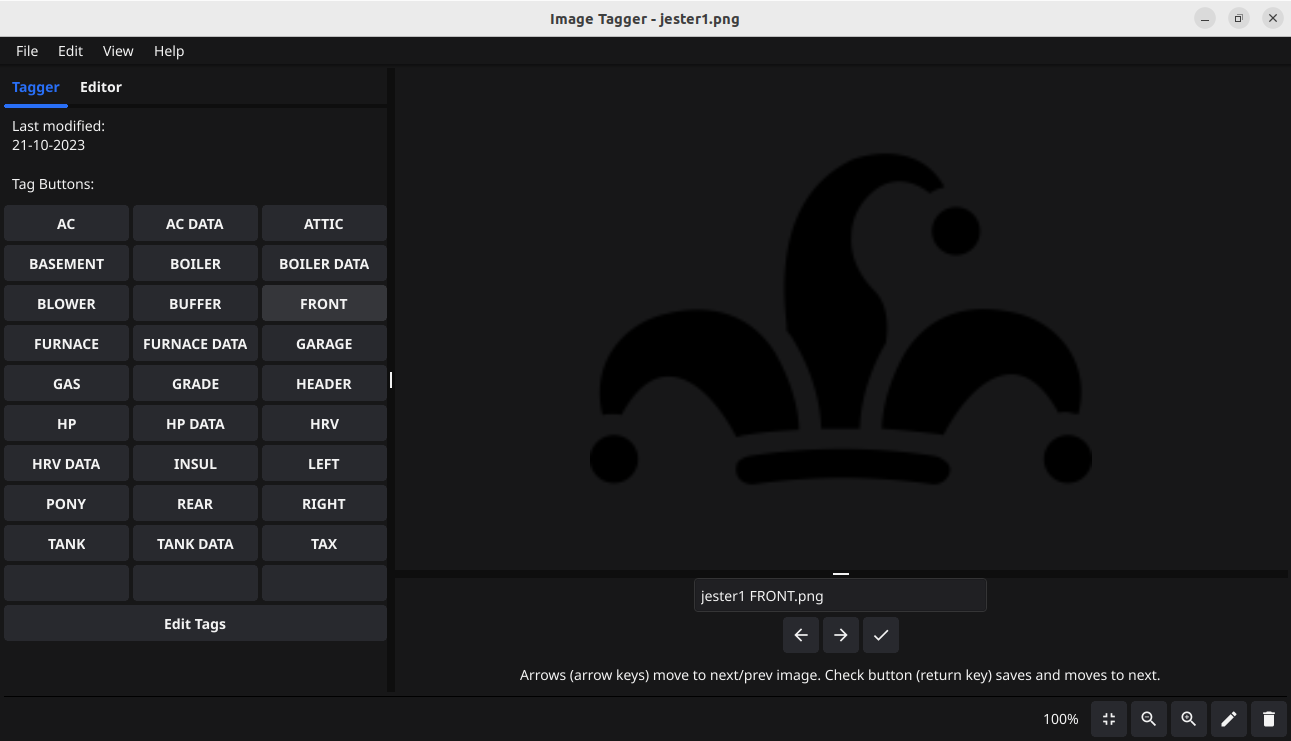 Image Tagger - jester1.png
File Edit View Help
Tagger Editor
Last modified:
21-10-2023
Tag Buttons:
AC AC DATA ATTIC
BASEMENT BOILER BOILER DATA
BLOWER BUFFER FRONT
FURNACE FURNACE DATA GARAGE
GAS GRADE HEADER
HP HP DATA HRV
HRV DATA INSUL LEFT
PONY REAR RIGHT
TANK TANK DATA TAX
Edit Tags
jester1 FRONT.png
Arrows (arrow keys) move to next/prev image. Check button (return key) saves and moves to next.
100%